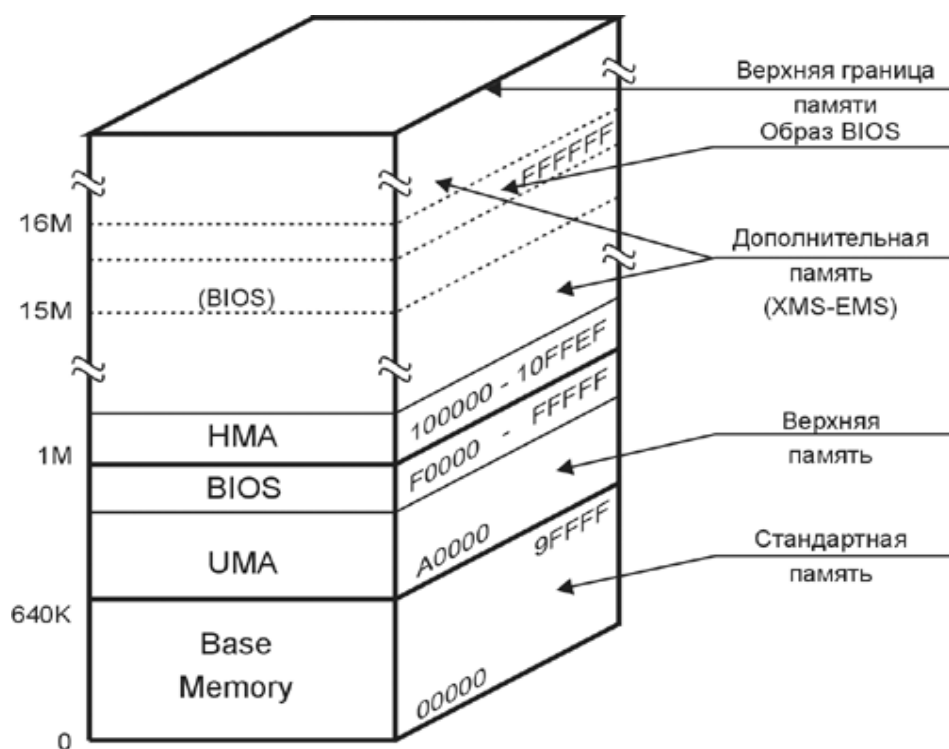 Верхняя граница
памяти
Образ BIOS
FFFFFF
16M
Дополнительная
память
(XMS-EMS)
(BIOS)
15M
100000 - 10FFEF
HMA
F0000 - FFFFF
Верхняя
память
1M
BIOS
A0000
9FFFF
UMA
Стандартная
память
640K
Base
Memory
00000
0